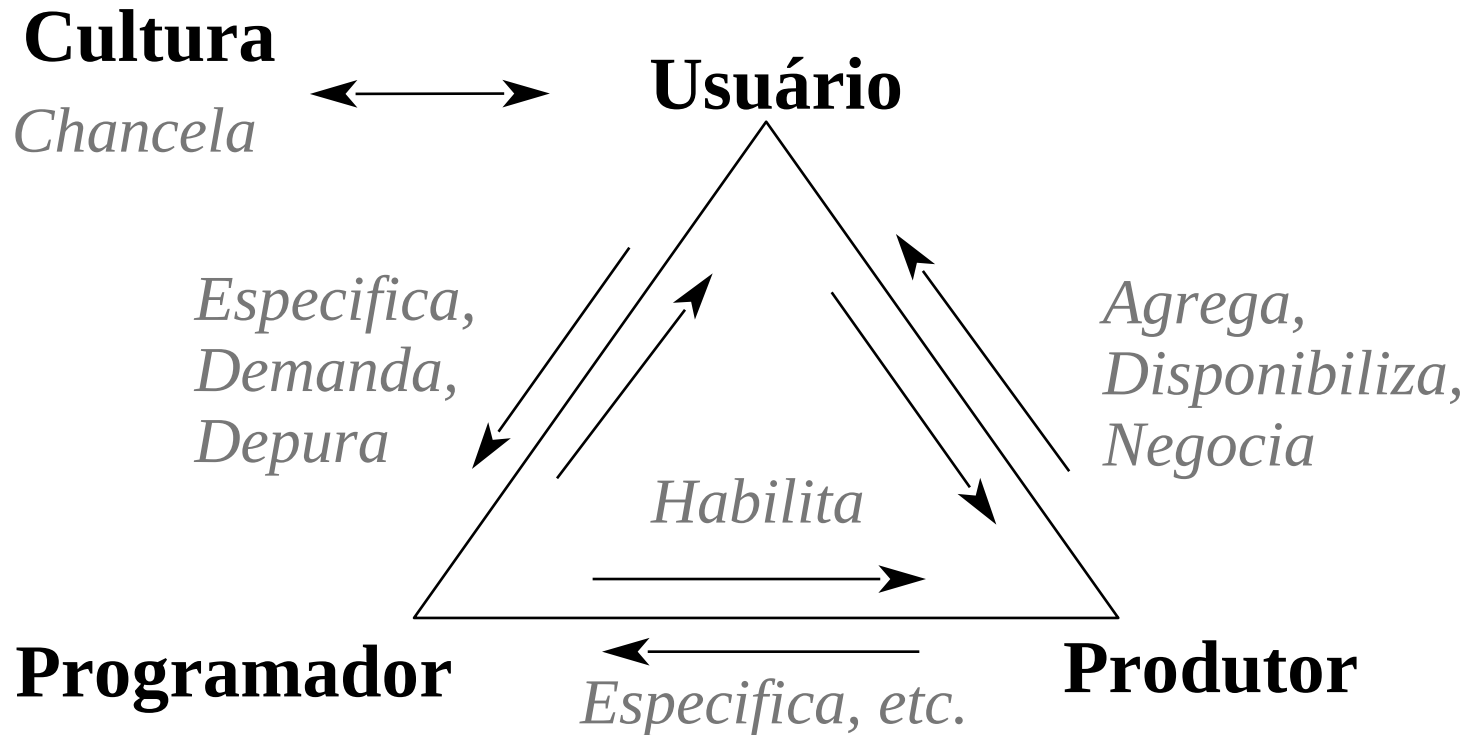 Cultura
Chancela
Usuário
Especifica,
Demanda,
Depura
Agrega,
Disponibiliza,
Negocia
Habilita
Programador
Produtor
Especifica, etc.